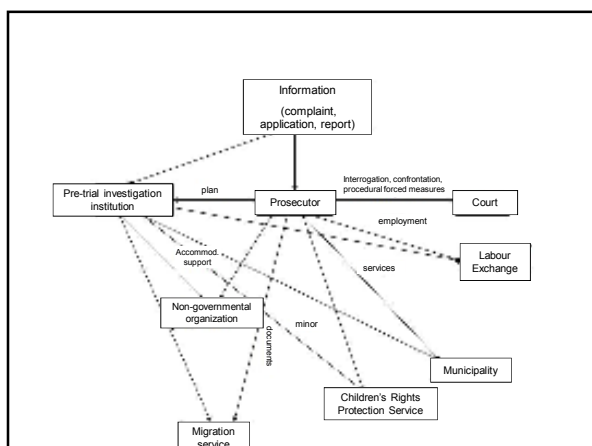 Information
(complaint,
application, report)
Interrogation, confrontation,
procedural forced measures
plan
Pre-trial investigation
institution
Prosecutor
Court
employment
Labour
Exchange
Accommod.
support
services
Non-governmental
organization
documents
minor
Municipality
Children's Rights
Protection Service
Migration
service